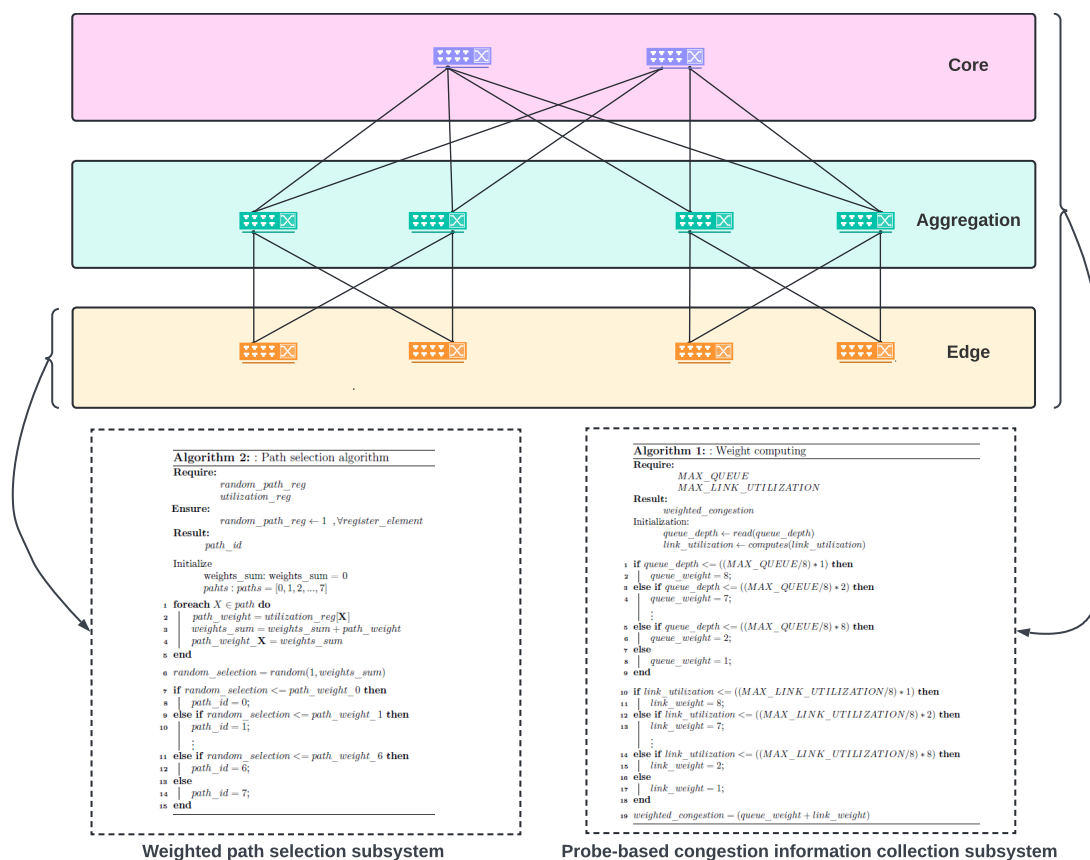 Core
Aggregation
Edge
Algorithm 2: : Path selection algorithm
Require:
random_path_reg
utilization_reg
Ensure:
random_path_reg ← 1 , ∀register_element
Result:
path_id
Initialize
weights_sum: weights_sum = 0
pahts : paths = [0, 1, 2, ..., 7]
1 foreach X ∈ path do
2 path_weight = utilization_reg[X]
3 weights_sum = weights_sum + path_weight
4 path_weight_X = weights_sum
5 end
6 random_selection = random(1, weights_sum)
7 if random_selection <= path_weight_0 then
8 path_id = 0;
9 else if random_selection <= path_weight_1 then
10 path_id = 1;
⋮
11 else if random_selection <= path_weight_6 then
12 path_id = 6;
13 else
14 path_id = 7;
15 end
Weighted path selection subsystem
Algorithm 1: : Weight computing
Require:
MAX_QUEUE
MAX_LINK_UTILIZATION
Result:
weighted_congestion
Initialization:
queue_depth ← read(queue_depth)
link_utilization ← computes(link_utilization)
1 if queue_depth <= ((MAX_QUEUE/8) * 1) then
2 queue_weight = 8;
3 else if queue_depth <= ((MAX_QUEUE/8) * 2) then
4 queue_weight = 7;
⋮
5 else if queue_depth <= ((MAX_QUEUE/8) * 8) then
6 queue_weight = 2;
7 else
8 queue_weight = 1;
9 end
10 if link_utilization <= ((MAX_LINK_UTILIZATION/8) * 1) then
11 link_weight = 8;
12 else if link_utilization <= ((MAX_LINK_UTILIZATION/8) * 2) then
13 link_weight = 7;
⋮
14 else if link_utilization <= ((MAX_LINK_UTILIZATION/8) * 8) then
15 link_weight = 2;
16 else
17 link_weight = 1;
18 end
19 weighted_congestion = (queue_weight + link_weight)
Probe-based congestion information collection subsystem